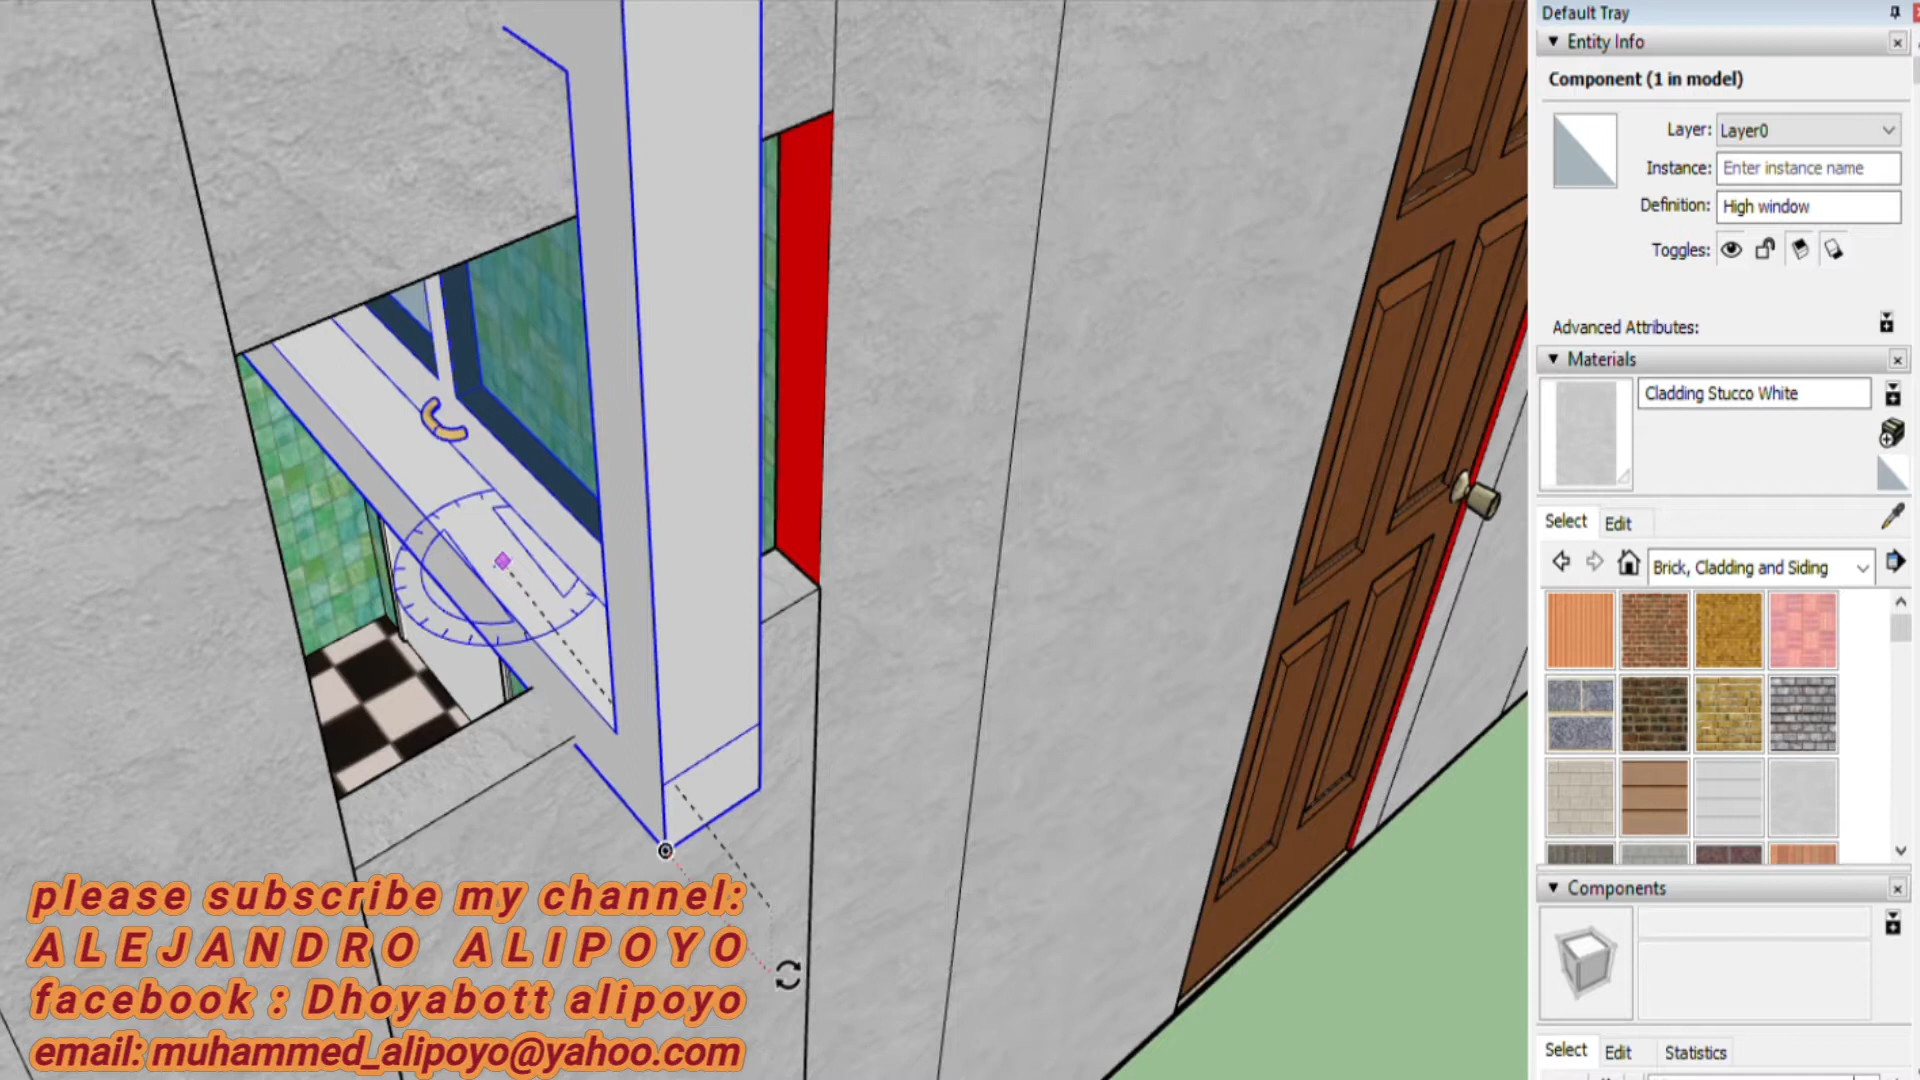 Default Tray
Entity Info
Component (1 in model)
Layer: Layer0
Instance: Enter instance name
Definition: High window
Toggles:
Advanced Attributes:
Materials
Cladding Stucco White
Select Edit
Brick, Cladding and Siding
Components
Select Edit Statistics
please subscribe my channel:
ALEJANDRO ALIPOYO
facebook : Dhoyabott alipoyo
email: muhammed_alipoyo@yahoo.com